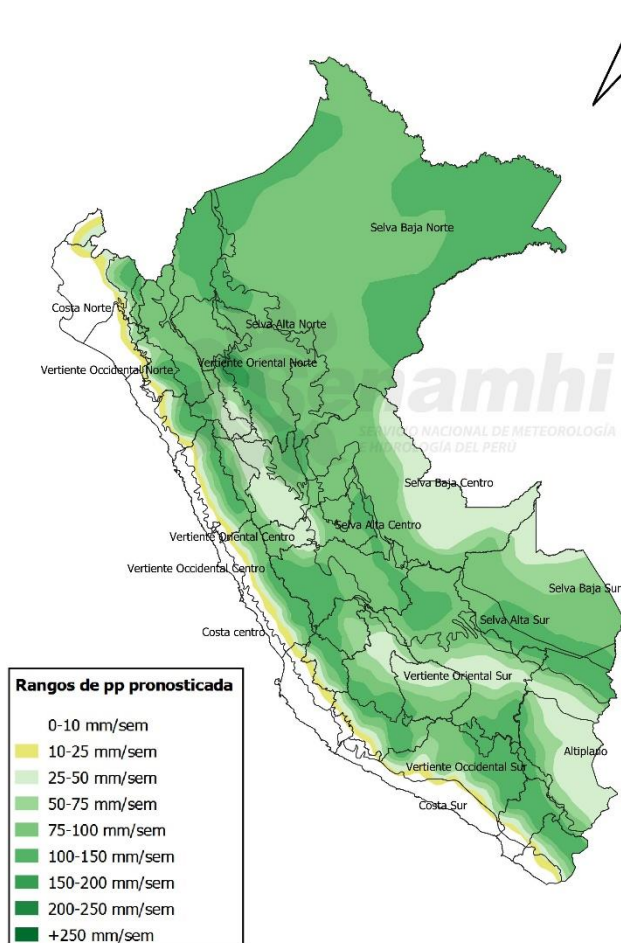 Selva Baja Norte
Costa Norte
Selva Alta Norte
Vertiente Occidental Norte
Vertiente Oriental Norte
senamhi
SERVICIO NACIONAL DE METEOROLOGÍA
E HIDROLOGÍA DEL PERÚ
Selva Baja Centro
Selva Alta Centro
Vertiente Oriental Centro
Vertiente Occidental Centro
Selva Baja Sur
Selva Alta Sur
Costa centro
Vertiente Oriental Sur
Altiplano
Vertiente Occidental Sur
Costa Sur
Rangos de pp pronosticada
0-10 mm/sem
10-25 mm/sem
25-50 mm/sem
50-75 mm/sem
75-100 mm/sem
100-150 mm/sem
150-200 mm/sem
200-250 mm/sem
+250 mm/sem